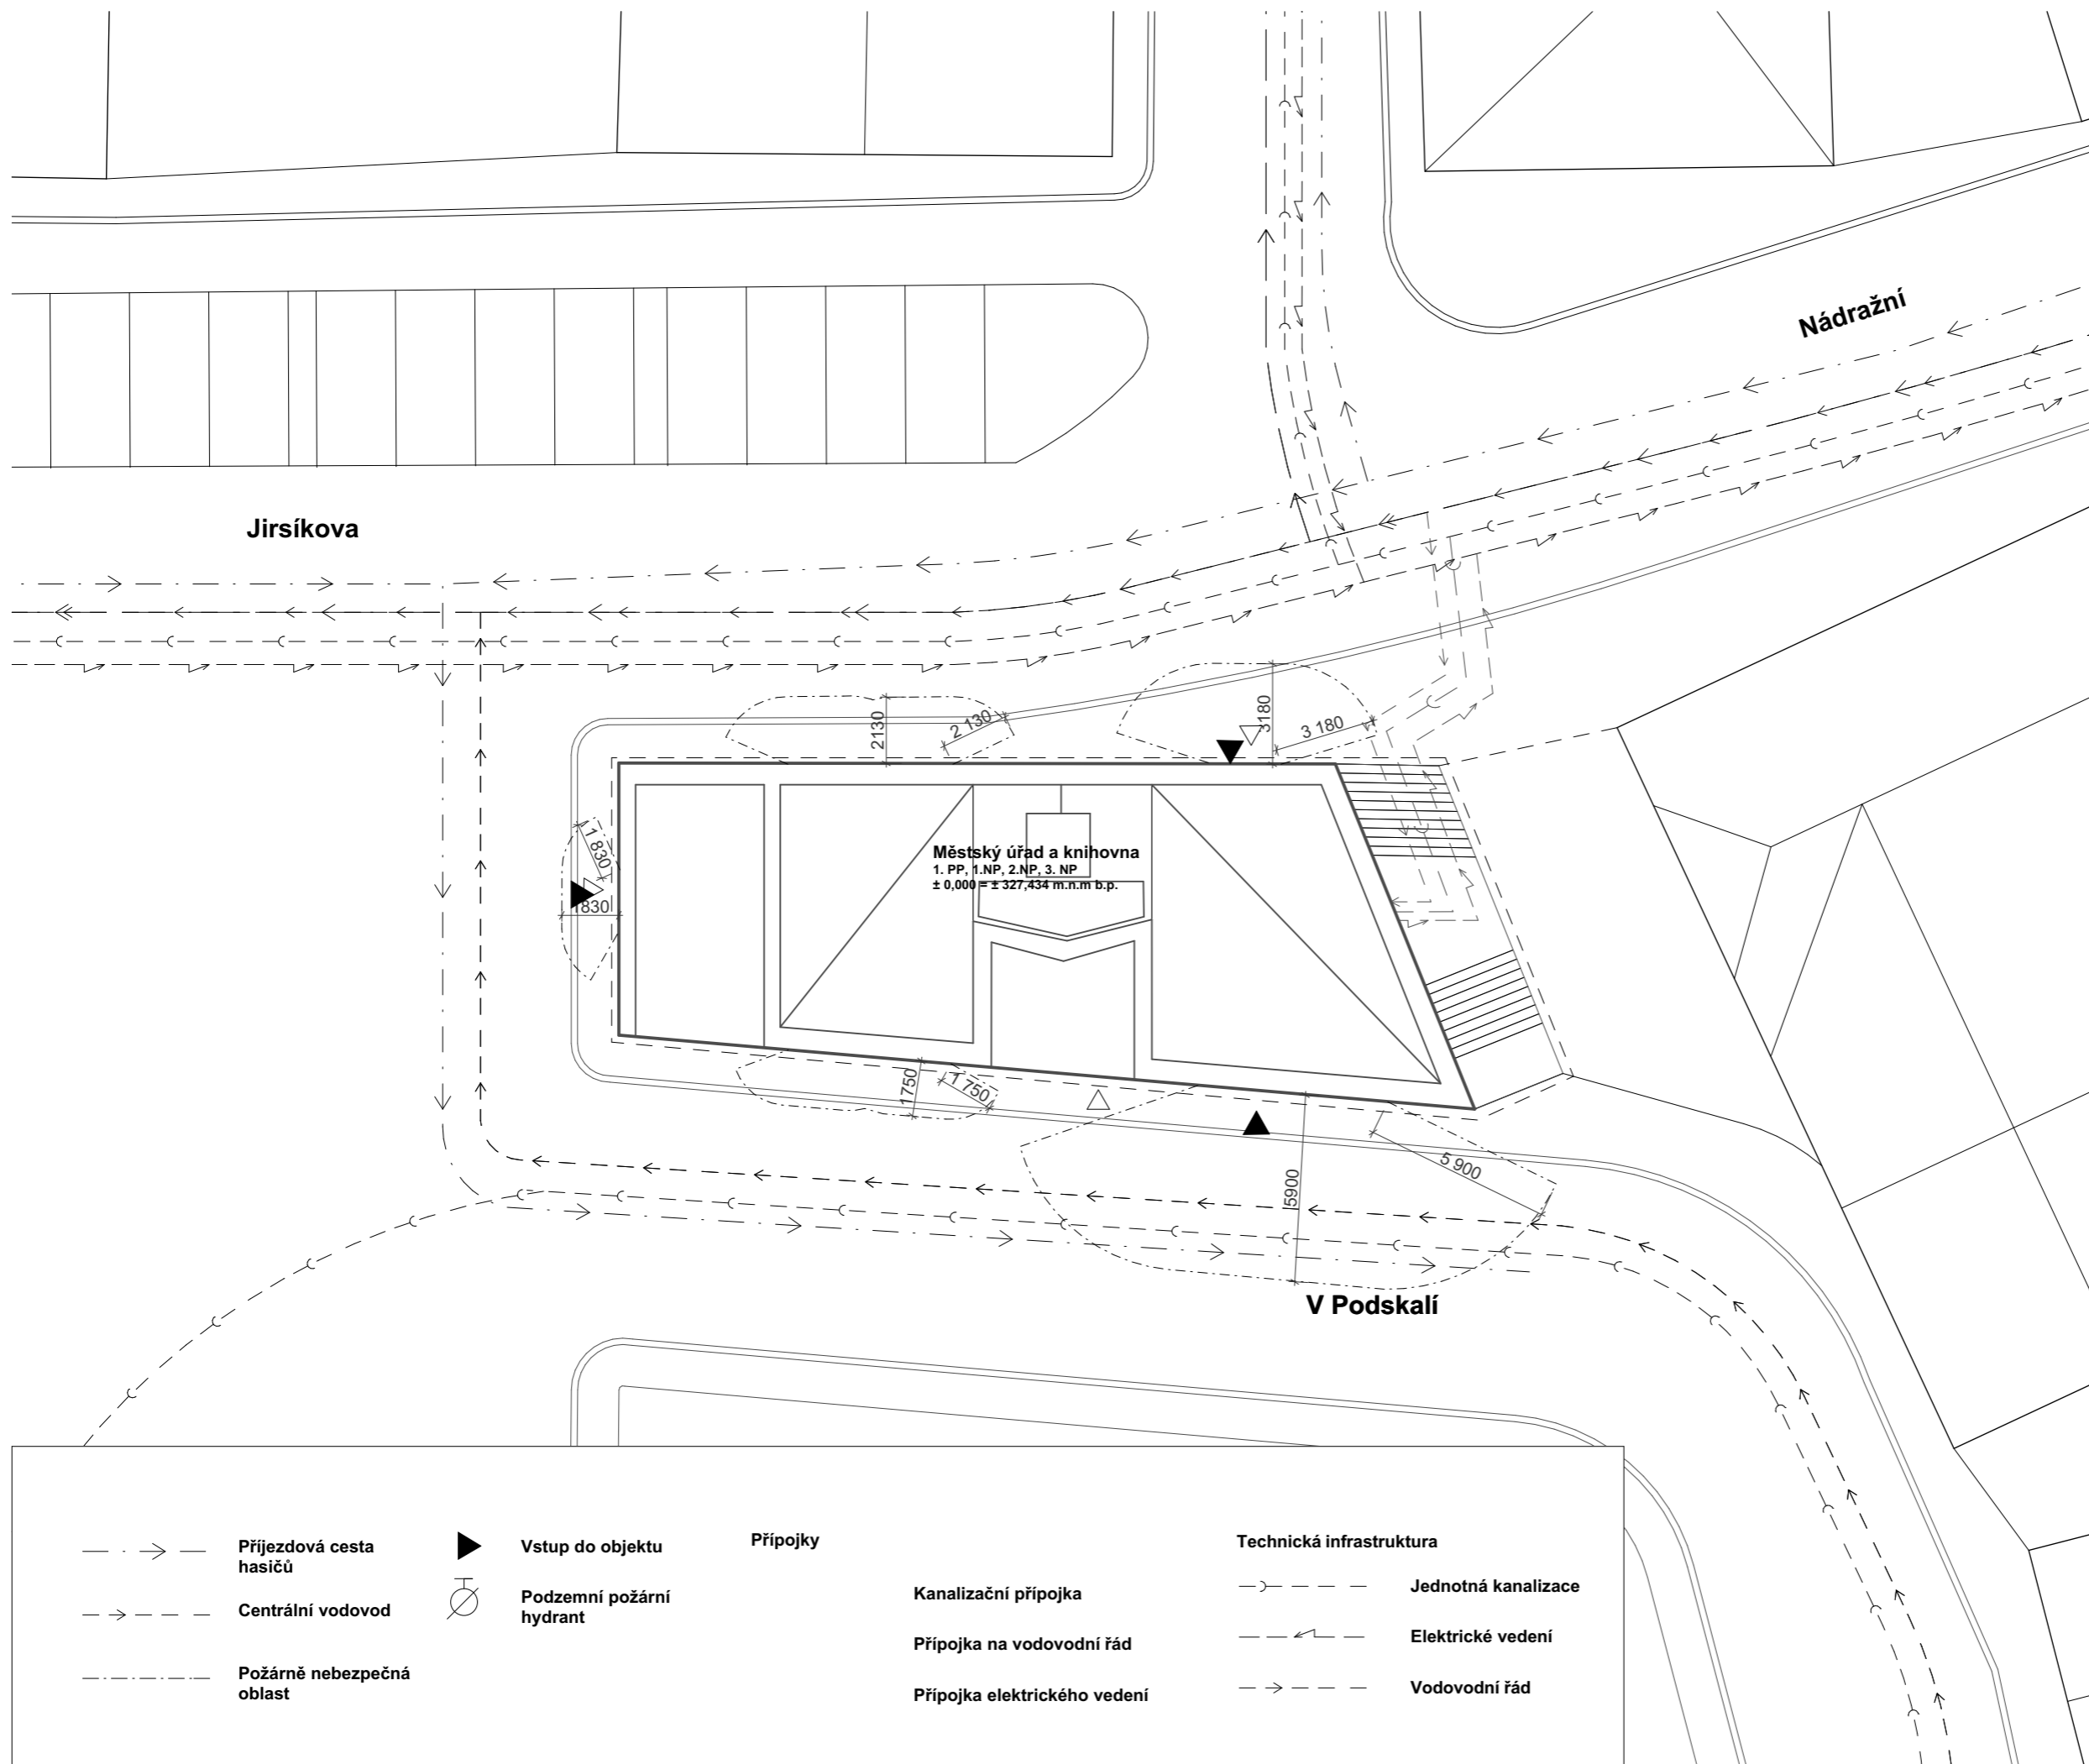 Nádražní
Jirsíkova
2130
2 130
3180
3 180
1 830
1830
Městský úřad a knihovna
1. PP, 1.NP, 2.NP, 3. NP
± 0,000 = ± 327,434 m.n.m b.p.
1750
1 750
5900
5 900
V Podskalí
Příjezdová cesta
hasičů
Centrální vodovod
Požárně nebezpečná
oblast
Vstup do objektu
Podzemní požární
hydrant
Přípojky
Kanalizační přípojka
Přípojka na vodovodní řád
Přípojka elektrického vedení
Technická infrastruktura
Jednotná kanalizace
Elektrické vedení
Vodovodní řád